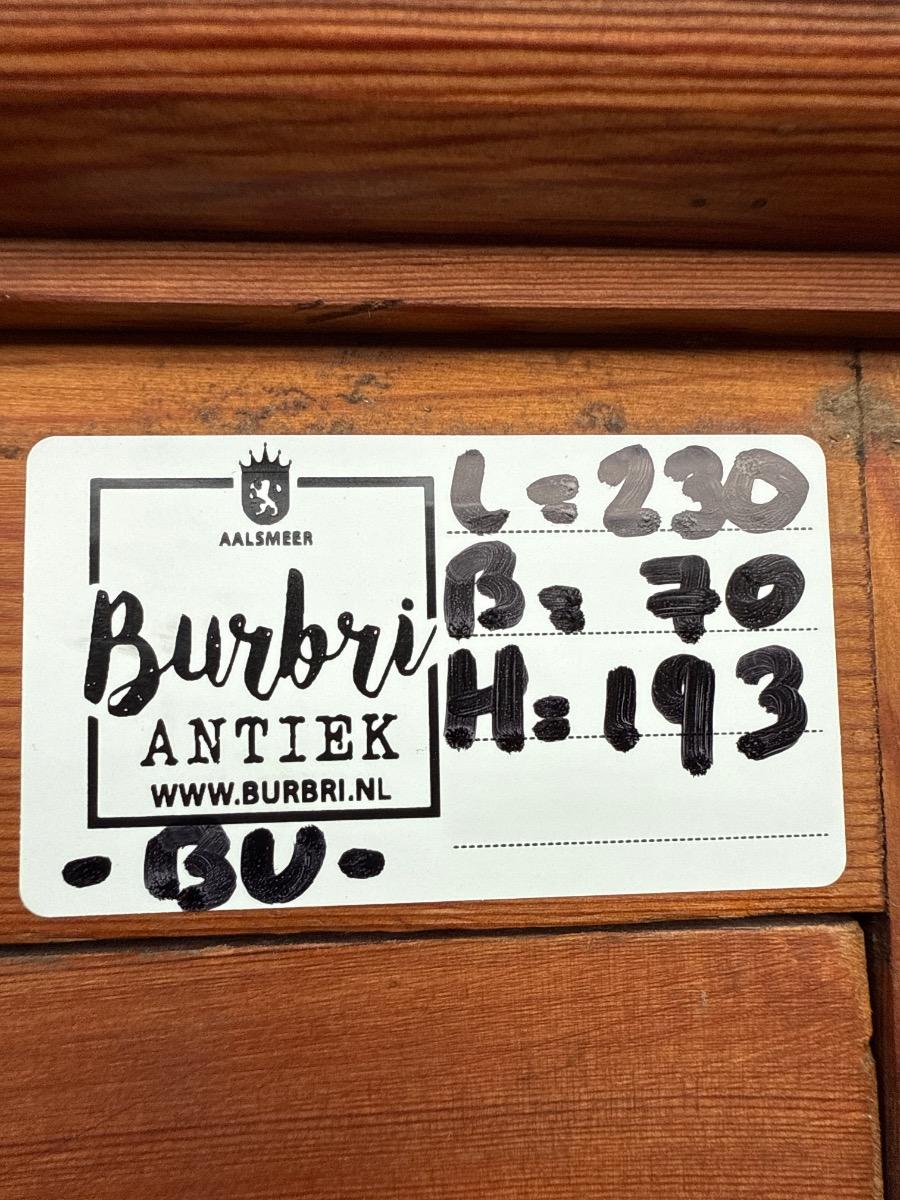 AALSMEER
Burbri
ANTIEK
WWW.BURBRI.NL
- BU -
L = 230
B = 70
H = 193